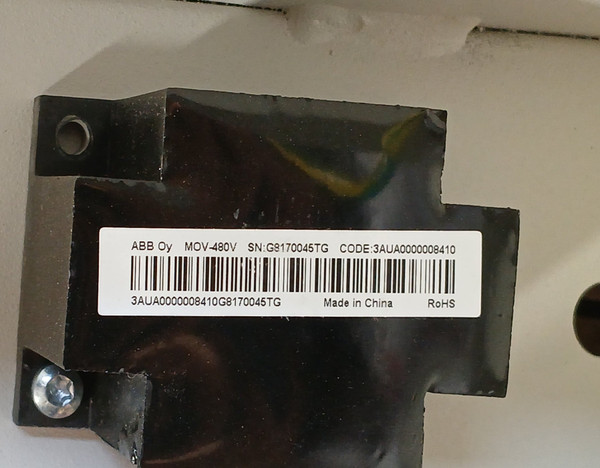 ABB Oy MOV-480V SN:G8170045TG CODE:3AUA0000008410
3AUA0000008410G8170045TG Made in China RoHS